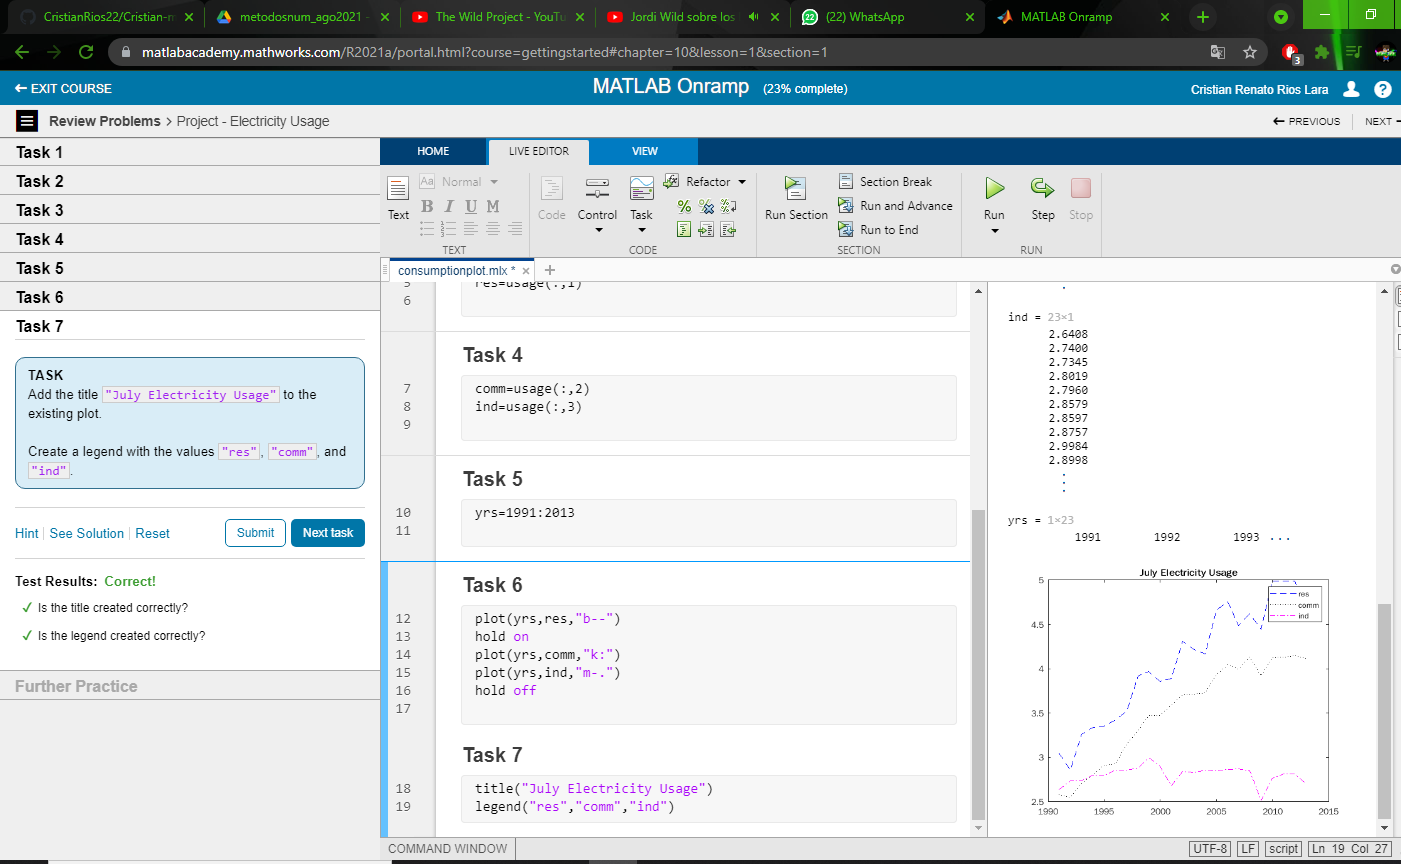 CristianRios22/Cristian-m
metodosnum_ago2021 -
The Wild Project - YouTu
Jordi Wild sobre los
(22) WhatsApp
MATLAB Onramp
matlabacademy.mathworks.com/R2021a/portal.html?course=gettingstarted#chapter=10&lesson=1&section=1
3
← EXIT COURSE
MATLAB Onramp (23% complete)
Cristian Renato Rios Lara
Review Problems > Project - Electricity Usage
← PREVIOUS
NEXT
Task 1
Task 2
Task 3
Task 4
Task 5
Task 6
Task 7
TASK
Add the title "July Electricity Usage" to the
existing plot.
Create a legend with the values "res", "comm", and
"ind".
Hint
See Solution
Reset
Submit
Next task
Test Results: Correct!
✓ Is the title created correctly?
✓ Is the legend created correctly?
Further Practice
HOME
LIVE EDITOR
VIEW
Text
Aa Normal
B I U M
TEXT
Code
Control
Task
Refactor
CODE
Run Section
Section Break
Run and Advance
Run to End
SECTION
Run
Step
Stop
RUN
consumptionplot.mlx *
5 res=usage(:,1)
6
Task 4
7 comm=usage(:,2)
8 ind=usage(:,3)
9
Task 5
10 yrs=1991:2013
11
Task 6
12 plot(yrs,res,"b--")
13 hold on
14 plot(yrs,comm,"k:")
15 plot(yrs,ind,"m-.")
16 hold off
17
Task 7
18 title("July Electricity Usage")
19 legend("res","comm","ind")
ind = 23×1
2.6408
2.7400
2.7345
2.8019
2.7960
2.8579
2.8597
2.8757
2.9984
2.8998
yrs = 1×23
1991 1992 1993 ...
July Electricity Usage
res
comm
ind
5
4.5
4
3.5
3
2.5
1990 1995 2000 2005 2010 2015
COMMAND WINDOW
UTF-8
LF
script
Ln 19 Col 27